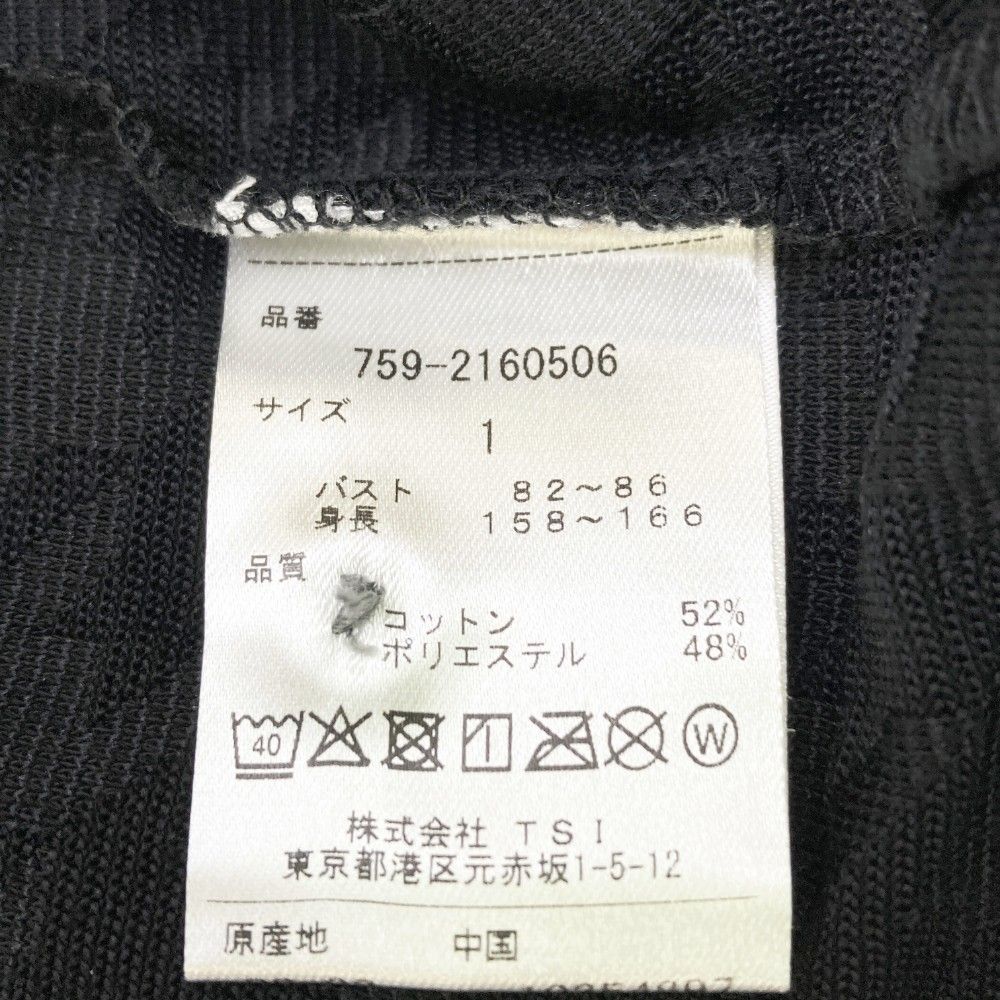 品番
759-2160506
サイズ
1
バスト 82～86
身長 158～166
品質
コットン 52%
ポリエステル 48%
40 W
株式会社 TSI
東京都港区元赤坂1-5-12
原産地 中国